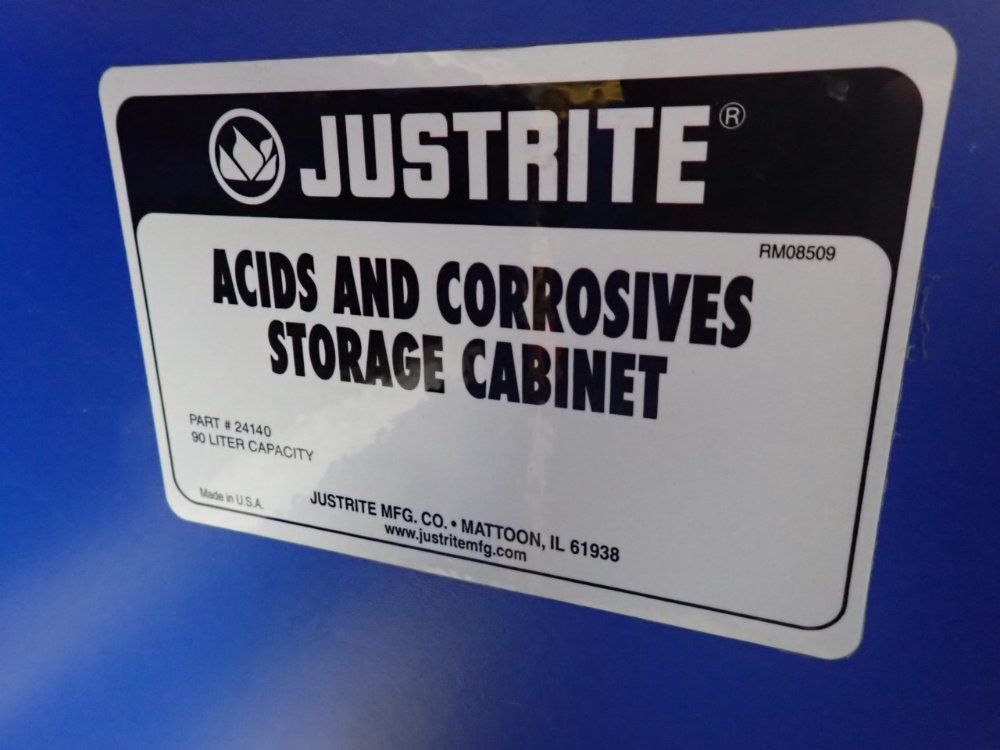 JUSTRITE®
RM08509
ACIDS AND CORROSIVES
STORAGE CABINET
PART # 24140
90 LITER CAPACITY
Made in U.S.A.
JUSTRITE MFG. CO. • MATTOON, IL 61938
www.justritemfg.com